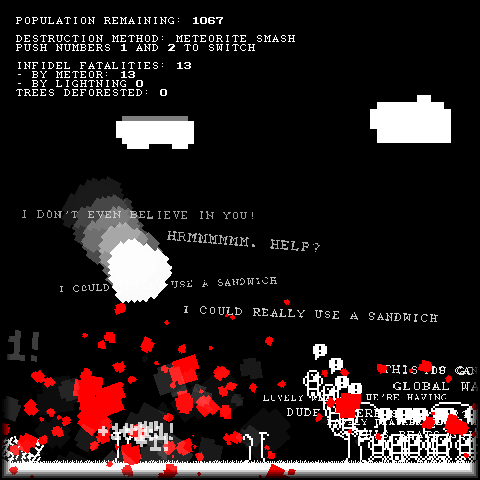 POPULATION REMAINING: 1067
DESTRUCTION METHOD: METEORITE SMASH
PUSH NUMBERS 1 AND 2 TO SWITCH
INFIDEL FATALITIES: 13
- BY METEOR: 13
- BY LIGHTNING 0
TREES DEFORESTED: 0
I DON'T EVEN BELIEVE IN YOU!
HRMMMMMM. HELP?
I COULD USE A SANDWICH
I COULD REALLY USE A SANDWICH
THIS
GLOBAL
LOVELY WE'RE HAVING
DUDE